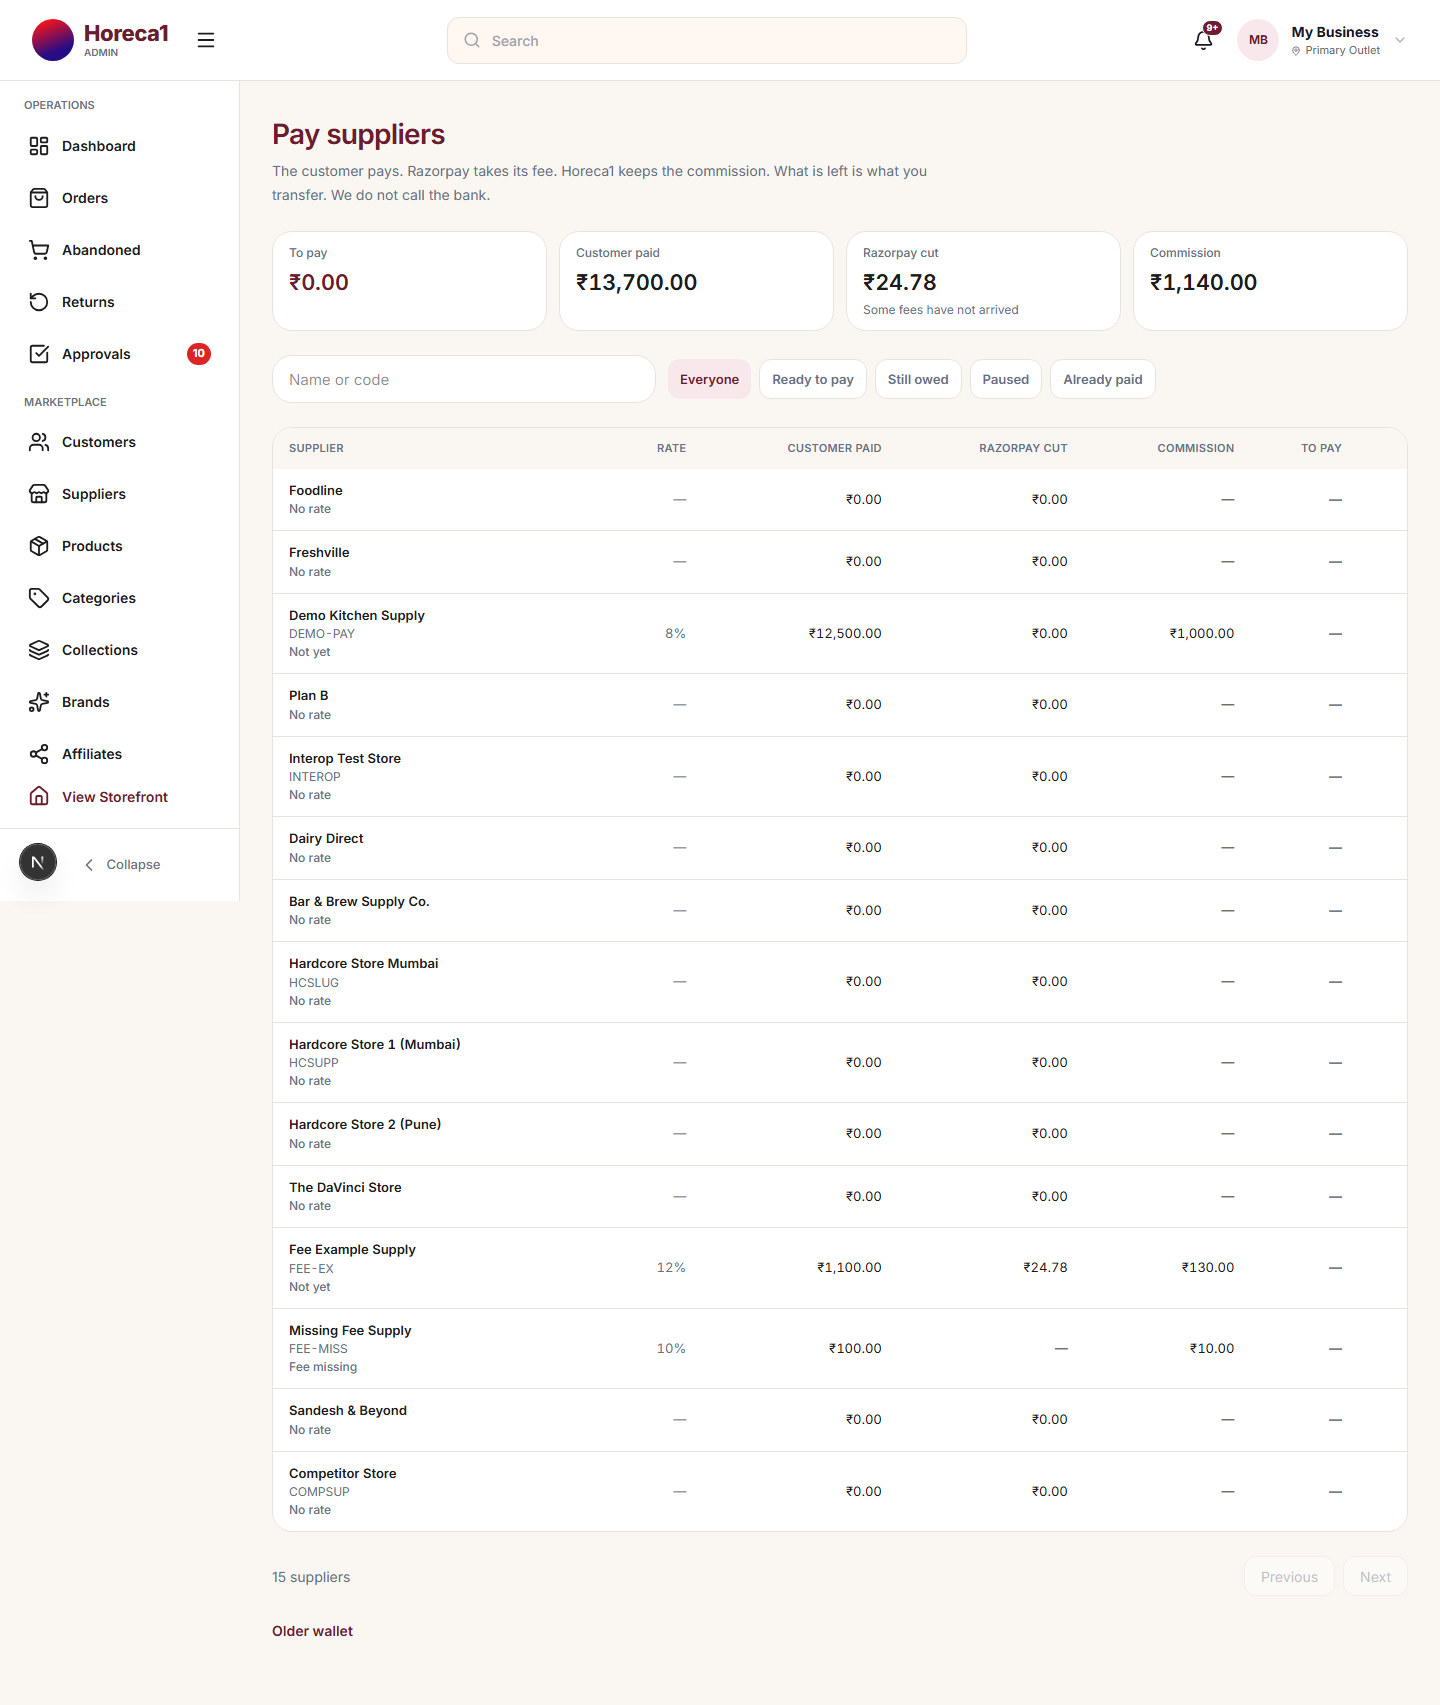 Horeca1
ADMIN
Search
9+
MB
My Business
Primary Outlet
OPERATIONS
Dashboard
Orders
Abandoned
Returns
Approvals 10
MARKETPLACE
Customers
Suppliers
Products
Categories
Collections
Brands
Affiliates
View Storefront
N
Collapse
Pay suppliers
The customer pays. Razorpay takes its fee. Horeca1 keeps the commission. What is left is what you
transfer. We do not call the bank.
To pay
₹0.00
Customer paid
₹13,700.00
Razorpay cut
₹24.78
Some fees have not arrived
Commission
₹1,140.00
Name or code
Everyone
Ready to pay
Still owed
Paused
Already paid
SUPPLIER RATE CUSTOMER PAID RAZORPAY CUT COMMISSION TO PAY
Foodline
No rate
— ₹0.00 ₹0.00 — —
Freshville
No rate
— ₹0.00 ₹0.00 — —
Demo Kitchen Supply
DEMO-PAY
Not yet
8% ₹12,500.00 ₹0.00 ₹1,000.00 —
Plan B
No rate
— ₹0.00 ₹0.00 — —
Interop Test Store
INTEROP
No rate
— ₹0.00 ₹0.00 — —
Dairy Direct
No rate
— ₹0.00 ₹0.00 — —
Bar & Brew Supply Co.
No rate
— ₹0.00 ₹0.00 — —
Hardcore Store Mumbai
HCSLUG
No rate
— ₹0.00 ₹0.00 — —
Hardcore Store 1 (Mumbai)
HCSUPP
No rate
— ₹0.00 ₹0.00 — —
Hardcore Store 2 (Pune)
No rate
— ₹0.00 ₹0.00 — —
The DaVinci Store
No rate
— ₹0.00 ₹0.00 — —
Fee Example Supply
FEE-EX
Not yet
12% ₹1,100.00 ₹24.78 ₹130.00 —
Missing Fee Supply
FEE-MISS
Fee missing
10% ₹100.00 — ₹10.00 —
Sandesh & Beyond
No rate
— ₹0.00 ₹0.00 — —
Competitor Store
COMPSUP
No rate
— ₹0.00 ₹0.00 — —
15 suppliers
Previous
Next
Older wallet